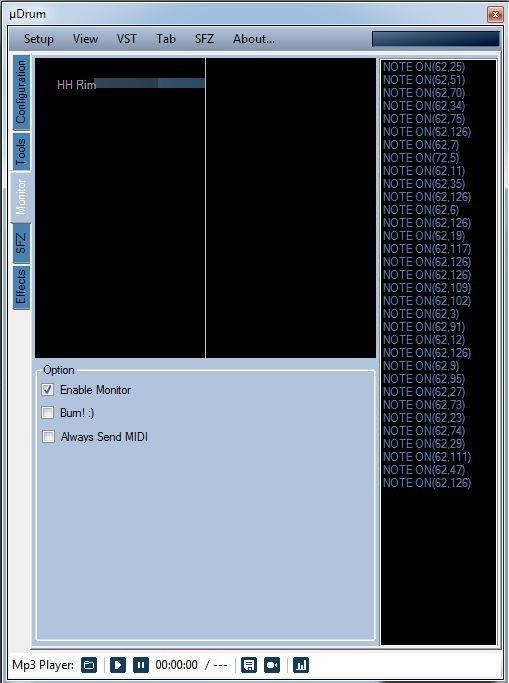 µDrum
Setup View VST Tab SFZ About...
Configuration
Tools
Monitor
SFZ
Effects
HH Rim
NOTE ON(62,25)
NOTE ON(62,51)
NOTE ON(62,70)
NOTE ON(62,34)
NOTE ON(62,75)
NOTE ON(62,126)
NOTE ON(62,7)
NOTE ON(72,5)
NOTE ON(62,11)
NOTE ON(62,35)
NOTE ON(62,126)
NOTE ON(62,6)
NOTE ON(62,126)
NOTE ON(62,19)
NOTE ON(62,117)
NOTE ON(62,126)
NOTE ON(62,126)
NOTE ON(62,109)
NOTE ON(62,102)
NOTE ON(62,3)
NOTE ON(62,91)
NOTE ON(62,12)
NOTE ON(62,126)
NOTE ON(62,9)
NOTE ON(62,95)
NOTE ON(62,27)
NOTE ON(62,73)
NOTE ON(62,23)
NOTE ON(62,74)
NOTE ON(62,29)
NOTE ON(62,111)
NOTE ON(62,47)
NOTE ON(62,126)
Option
Enable Monitor
Bum! :)
Always Send MIDI
Mp3 Player: 00:00:00 / ---